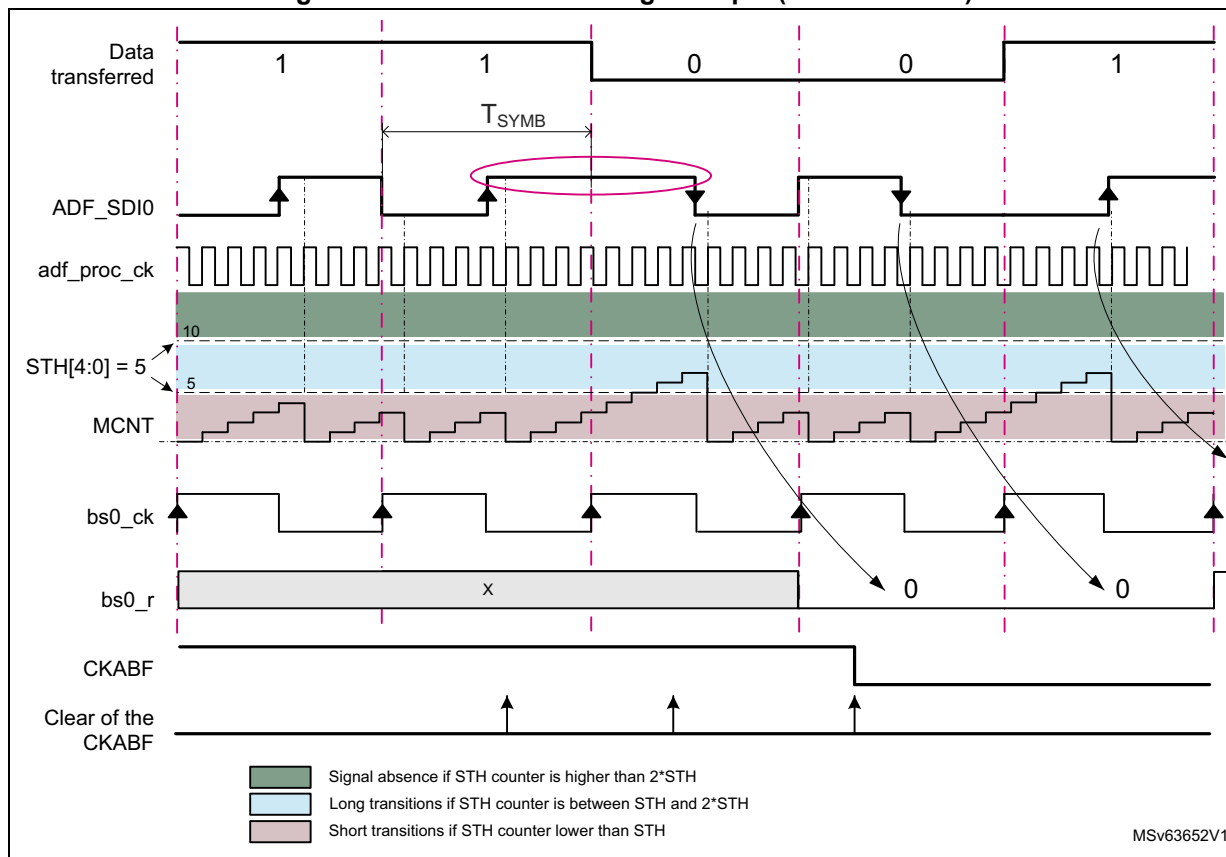 Data
transferred
1 1 0 0 1
TSYMB
ADF_SDI0
adf_proc_ck
10
STH[4:0] = 5
5
MCNT
bs0_ck
bs0_r
X
0 0
CKABF
Clear of the
CKABF
Signal absence if STH counter is higher than 2*STH
Long transitions if STH counter is between STH and 2*STH
Short transitions if STH counter lower than STH
MSv63652V1